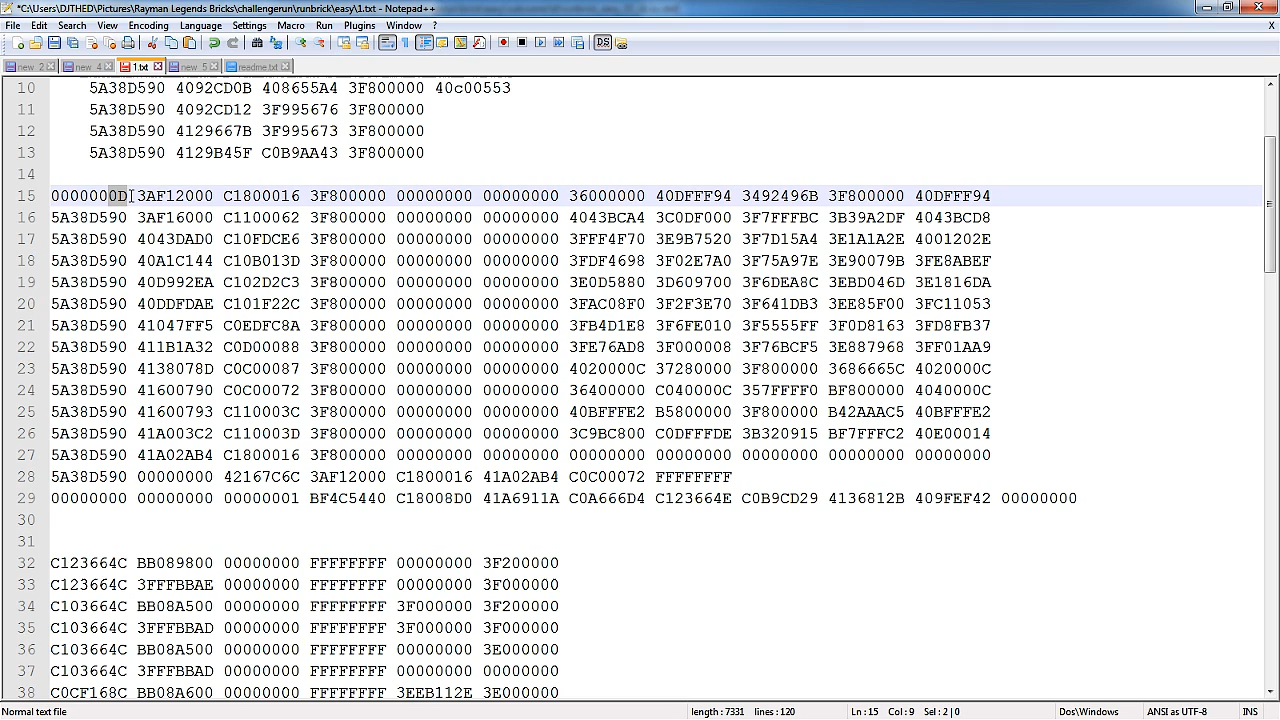 *C:\Users\DJTHED\Pictures\Rayman Legends Bricks\challengerun\runbrick\easy\1.txt - Notepad++
File Edit Search View Encoding Language Settings Macro Run Plugins Window ? X
new 2 new 4 1.txt new 5 readme.txt
10 5A38D590 4092CD0B 408655A4 3F800000 40c00553
11 5A38D590 4092CD12 3F995676 3F800000
12 5A38D590 4129667B 3F995673 3F800000
13 5A38D590 4129B45F C0B9AA43 3F800000
14
15 0000000D 3AF12000 C1800016 3F800000 00000000 00000000 36000000 40DFFF94 3492496B 3F800000 40DFFF94
16 5A38D590 3AF16000 C1100062 3F800000 00000000 00000000 4043BCA4 3C0DF000 3F7FFFBC 3B39A2DF 4043BCD8
17 5A38D590 4043DAD0 C10FDCE6 3F800000 00000000 00000000 3FFF4F70 3E9B7520 3F7D15A4 3E1A1A2E 4001202E
18 5A38D590 40A1C144 C10B013D 3F800000 00000000 00000000 3FDF4698 3F02E7A0 3F75A97E 3E90079B 3FE8ABEF
19 5A38D590 40D992EA C102D2C3 3F800000 00000000 00000000 3E0D5880 3D609700 3F6DEA8C 3EBD046D 3E1816DA
20 5A38D590 40DDFDAE C101F22C 3F800000 00000000 00000000 3FAC08F0 3F2F3E70 3F641DB3 3EE85F00 3FC11053
21 5A38D590 41047FF5 C0EDFC8A 3F800000 00000000 00000000 3FB4D1E8 3F6FE010 3F5555FF 3F0D8163 3FD8FB37
22 5A38D590 411B1A32 C0D00088 3F800000 00000000 00000000 3FE76AD8 3F000008 3F76BCF5 3E887968 3FF01AA9
23 5A38D590 4138078D C0C00087 3F800000 00000000 00000000 4020000C 37280000 3F800000 3686665C 4020000C
24 5A38D590 41600790 C0C00072 3F800000 00000000 00000000 36400000 C040000C 357FFFF0 BF800000 4040000C
25 5A38D590 41600793 C110003C 3F800000 00000000 00000000 40BFFFE2 B5800000 3F800000 B42AAAC5 40BFFFE2
26 5A38D590 41A003C2 C110003D 3F800000 00000000 00000000 3C9BC800 C0DFFFDE 3B320915 BF7FFFC2 40E00014
27 5A38D590 41A02AB4 C1800016 3F800000 00000000 00000000 00000000 00000000 00000000 00000000 00000000
28 5A38D590 00000000 42167C6C 3AF12000 C1800016 41A02AB4 C0C00072 FFFFFFFF
29 00000000 00000000 00000001 BF4C5440 C18008D0 41A6911A C0A666D4 C123664E C0B9CD29 4136812B 409FEF42 00000000
30
31
32 C123664C BB089800 00000000 FFFFFFFF 00000000 3F200000
33 C123664C 3FFFBBAE 00000000 FFFFFFFF 00000000 3F000000
34 C103664C BB08A500 00000000 FFFFFFFF 3F000000 3F200000
35 C103664C 3FFFBBAD 00000000 FFFFFFFF 3F000000 3F000000
36 C103664C BB08A500 00000000 FFFFFFFF 00000000 3E000000
37 C103664C 3FFFBBAD 00000000 FFFFFFFF 00000000 00000000
38 C0CF168C BB08A600 00000000 FFFFFFFF 3EEB112E 3E000000
Normal text file length : 7331 lines : 120 Ln : 15 Col : 9 Sel : 2 | 0 Dos\Windows ANSI as UTF-8 INS